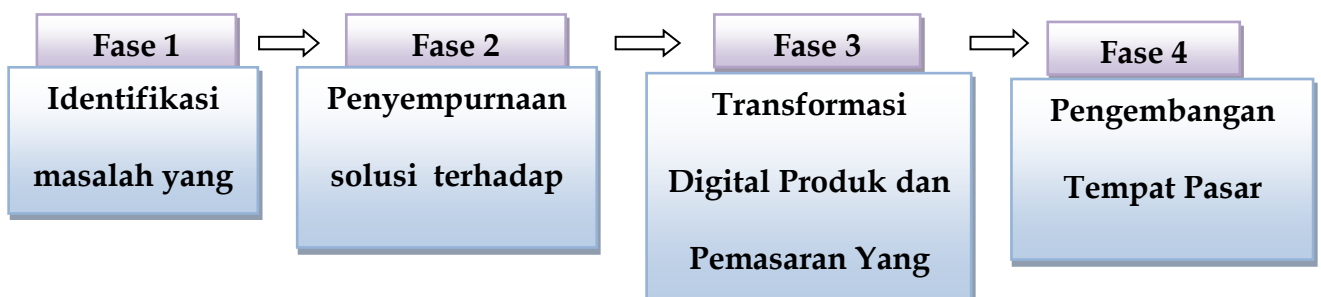 Fase 1
Identifikasi
masalah yang
Fase 2
Penyempurnaan
solusi terhadap
Fase 3
Transformasi
Digital Produk dan
Pemasaran Yang
Fase 4
Pengembangan
Tempat Pasar